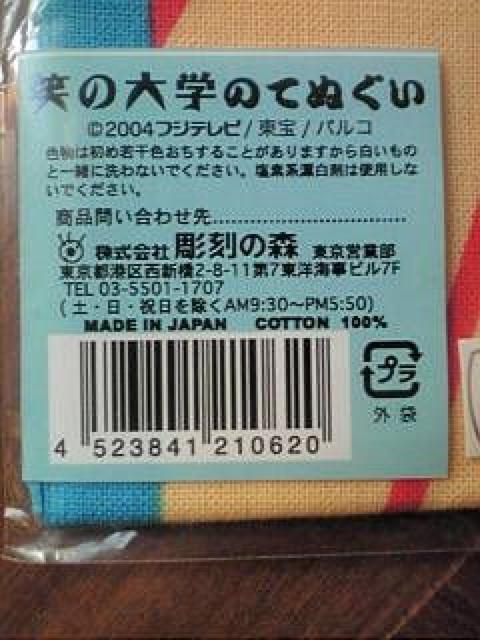 笑の大学のてぬぐい
©2004フジテレビ/東宝/パルコ
色物は初め若干色おちすることがありますから白いもの
と一緒に洗わないでください。塩素系漂白剤は使用しな
いでください。
商品問い合わせ先..............................
株式会社 彫刻の森 東京営業部
東京都港区西新橋2-8-11第7東洋海事ビル7F
TEL 03-5501-1707
(土・日・祝日を除くAM9:30〜PM5:50)
MADE IN JAPAN COTTON 100%
プラ
外袋
4 523841 210620